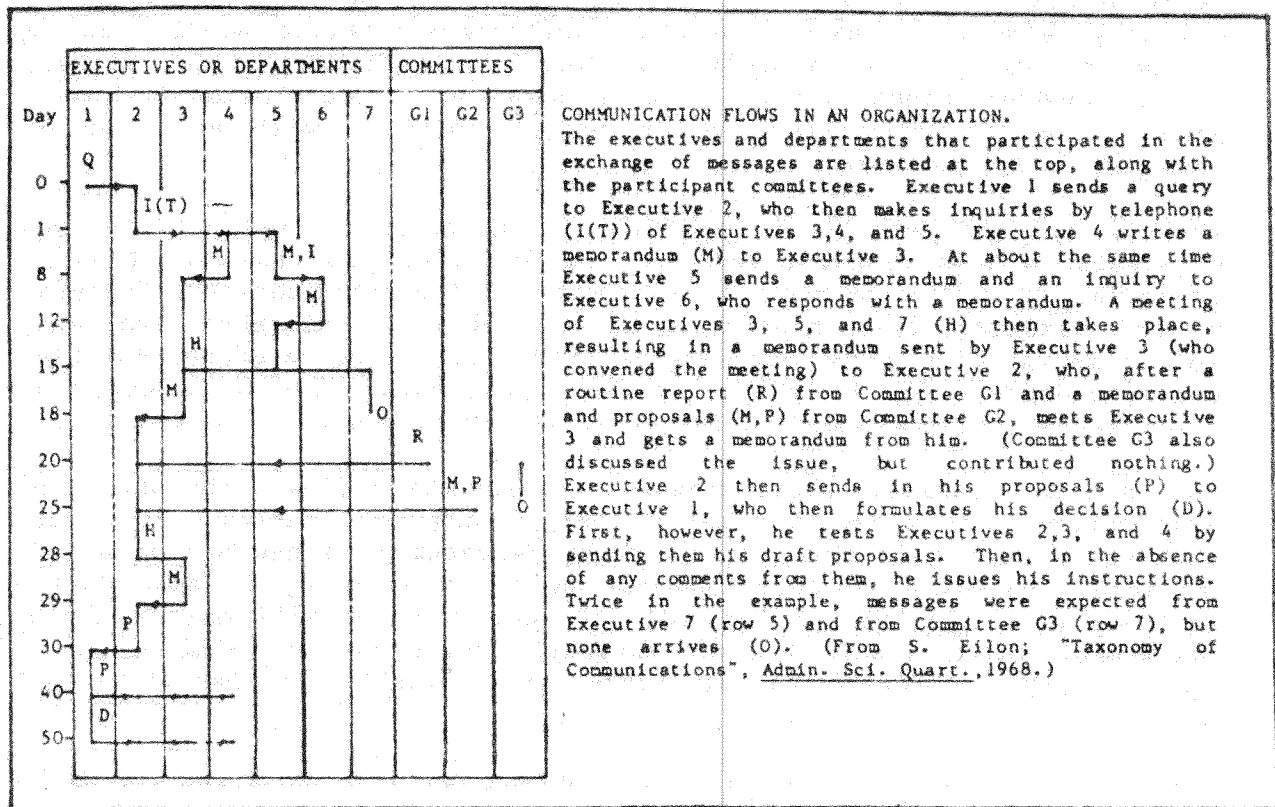 EXECUTIVES OR DEPARTMENTS COMMITTEES
Day 1 2 3 4 5 6 7 G1 G2 G3
Q
0
I(T)
1
M M,I
8
M
12
H
15
M
18
O
R
20
M,P
25
O
H
28
M
29
P
30
P
40
D
50
COMMUNICATION FLOWS IN AN ORGANIZATION.
The executives and departments that participated in the
exchange of messages are listed at the top, along with
the participant committees. Executive 1 sends a query
to Executive 2, who then makes inquiries by telephone
(I(T)) of Executives 3,4, and 5. Executive 4 writes a
memorandum (M) to Executive 3. At about the same time
Executive 5 sends a memorandum and an inquiry to
Executive 6, who responds with a memorandum. A meeting
of Executives 3, 5, and 7 (H) then takes place,
resulting in a memorandum sent by Executive 3 (who
convened the meeting) to Executive 2, who, after a
routine report (R) from Committee G1 and a memorandum
and proposals (M,P) from Committee G2, meets Executive
3 and gets a memorandum from him. (Committee G3 also
discussed the issue, but contributed nothing.)
Executive 2 then sends in his proposals (P) to
Executive 1, who then formulates his decision (D).
First, however, he tests Executives 2,3, and 4 by
sending them his draft proposals. Then, in the absence
of any comments from them, he issues his instructions.
Twice in the example, messages were expected from
Executive 7 (row 5) and from Committee G3 (row 7), but
none arrives (O). (From S. Eilon; "Taxonomy of
Communications", Admin. Sci. Quart.,1968.)